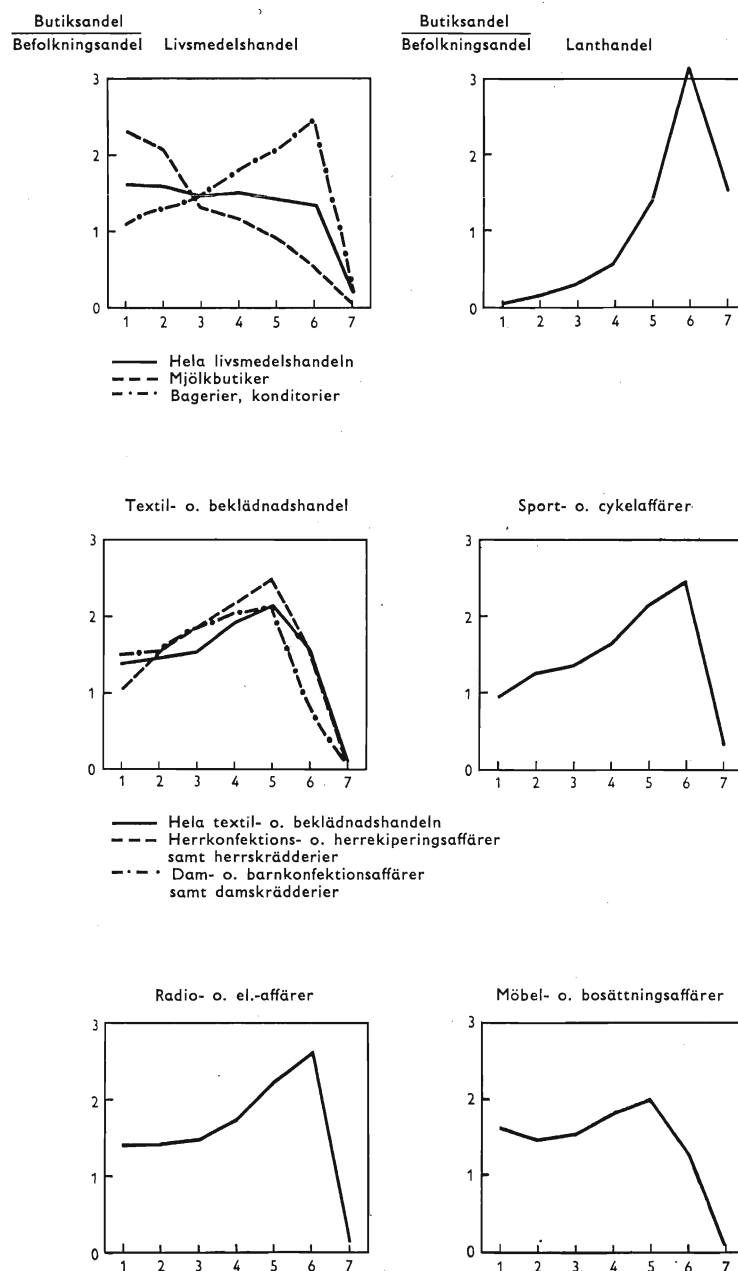 Butiksandel
Befolkningsandel
Livsmedelshandel
3
2
1
0
1 2 3 4 5 6 7
Hela livsmedelshandeln
Mjölkbutiker
Bagerier, konditorier
Butiksandel
Befolkningsandel
Lanthandel
3
2
1
0
1 2 3 4 5 6 7
Textil- o. beklädnadshandel
3
2
1
0
1 2 3 4 5 6 7
Hela textil- o. beklädnadshandeln
Herrkonfektions- o. herrekiperingsaffärer
samt herrskrädderier
Dam- o. barnkonfektionsaffärer
samt damskrädderier
Sport- o. cykelaffärer
3
2
1
0
1 2 3 4 5 6 7
Radio- o. el.-affärer
3
2
1
0
1 2 3 4 5 6 7
Möbel- o. bosättningsaffärer
3
2
1
0
1 2 3 4 5 6 7